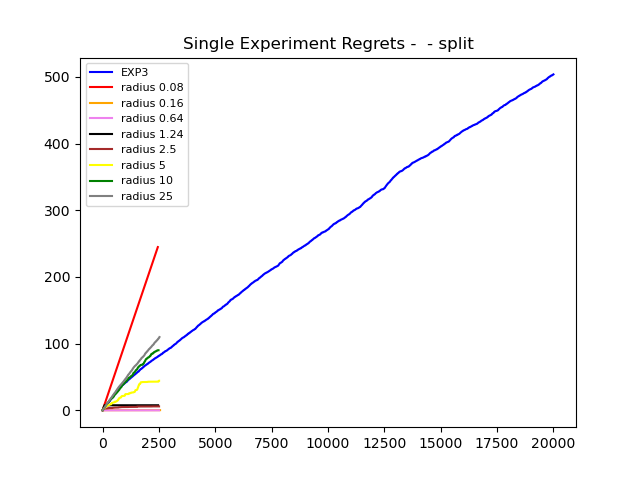 Single Experiment Regrets -  - split
EXP3
radius 0.08
radius 0.16
radius 0.64
radius 1.24
radius 2.5
radius 5
radius 10
radius 25
500
400
300
200
100
0
0 2500 5000 7500 10000 12500 15000 17500 20000